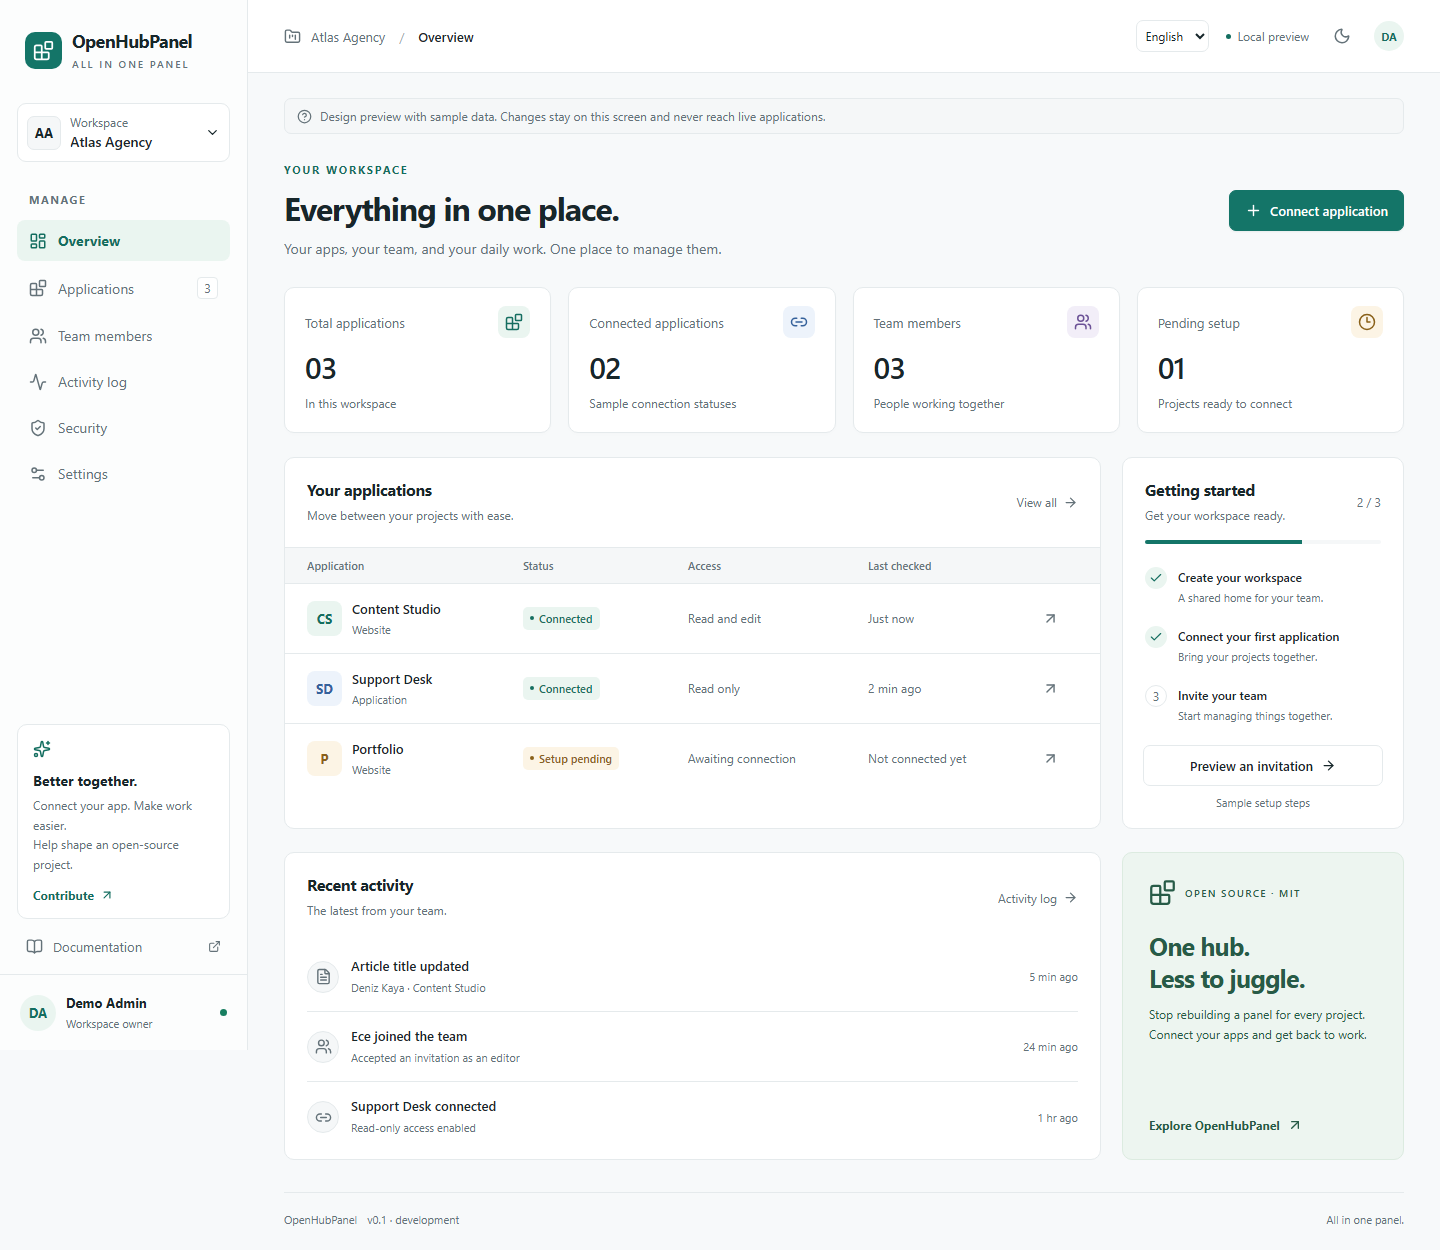 OpenHubPanel
ALL IN ONE PANEL
AA
Workspace
Atlas Agency
MANAGE
Overview
Applications
3
Team members
Activity log
Security
Settings
Better together.
Connect your app. Make work
easier.
Help shape an open-source
project.
Contribute
Documentation
DA
Demo Admin
Workspace owner
Atlas Agency / Overview
English
Local preview
DA
Design preview with sample data. Changes stay on this screen and never reach live applications.
YOUR WORKSPACE
Everything in one place.
Your apps, your team, and your daily work. One place to manage them.
Connect application
Total applications
03
In this workspace
Connected applications
02
Sample connection statuses
Team members
03
People working together
Pending setup
01
Projects ready to connect
Your applications
Move between your projects with ease.
View all
Application Status Access Last checked
CS
Content Studio
Website
Connected
Read and edit
Just now
SD
Support Desk
Application
Connected
Read only
2 min ago
P
Portfolio
Website
Setup pending
Awaiting connection
Not connected yet
Getting started
Get your workspace ready.
2 / 3
Create your workspace
A shared home for your team.
Connect your first application
Bring your projects together.
3
Invite your team
Start managing things together.
Preview an invitation
Sample setup steps
Recent activity
The latest from your team.
Activity log
Article title updated
Deniz Kaya · Content Studio
5 min ago
Ece joined the team
Accepted an invitation as an editor
24 min ago
Support Desk connected
Read-only access enabled
1 hr ago
OPEN SOURCE · MIT
One hub.
Less to juggle.
Stop rebuilding a panel for every project.
Connect your apps and get back to work.
Explore OpenHubPanel
OpenHubPanel v0.1 · development
All in one panel.